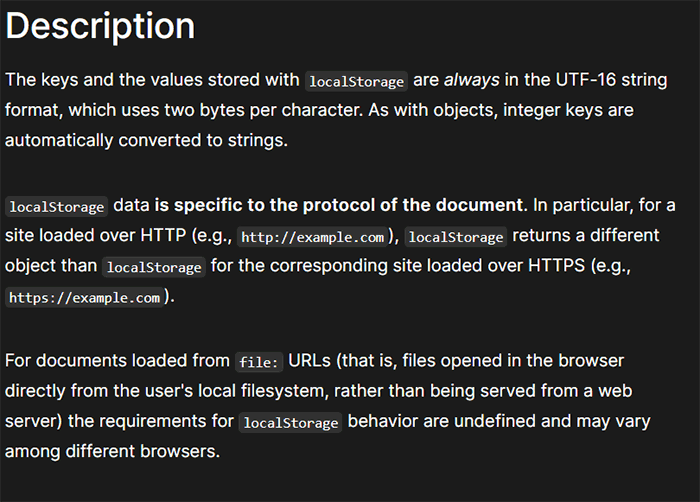 Description
The keys and the values stored with localStorage are always in the UTF-16 string
format, which uses two bytes per character. As with objects, integer keys are
automatically converted to strings.
localStorage data is specific to the protocol of the document. In particular, for a
site loaded over HTTP (e.g., http://example.com), localStorage returns a different
object than localStorage for the corresponding site loaded over HTTPS (e.g.,
https://example.com).
For documents loaded from file: URLs (that is, files opened in the browser
directly from the user's local filesystem, rather than being served from a web
server) the requirements for localStorage behavior are undefined and may vary
among different browsers.